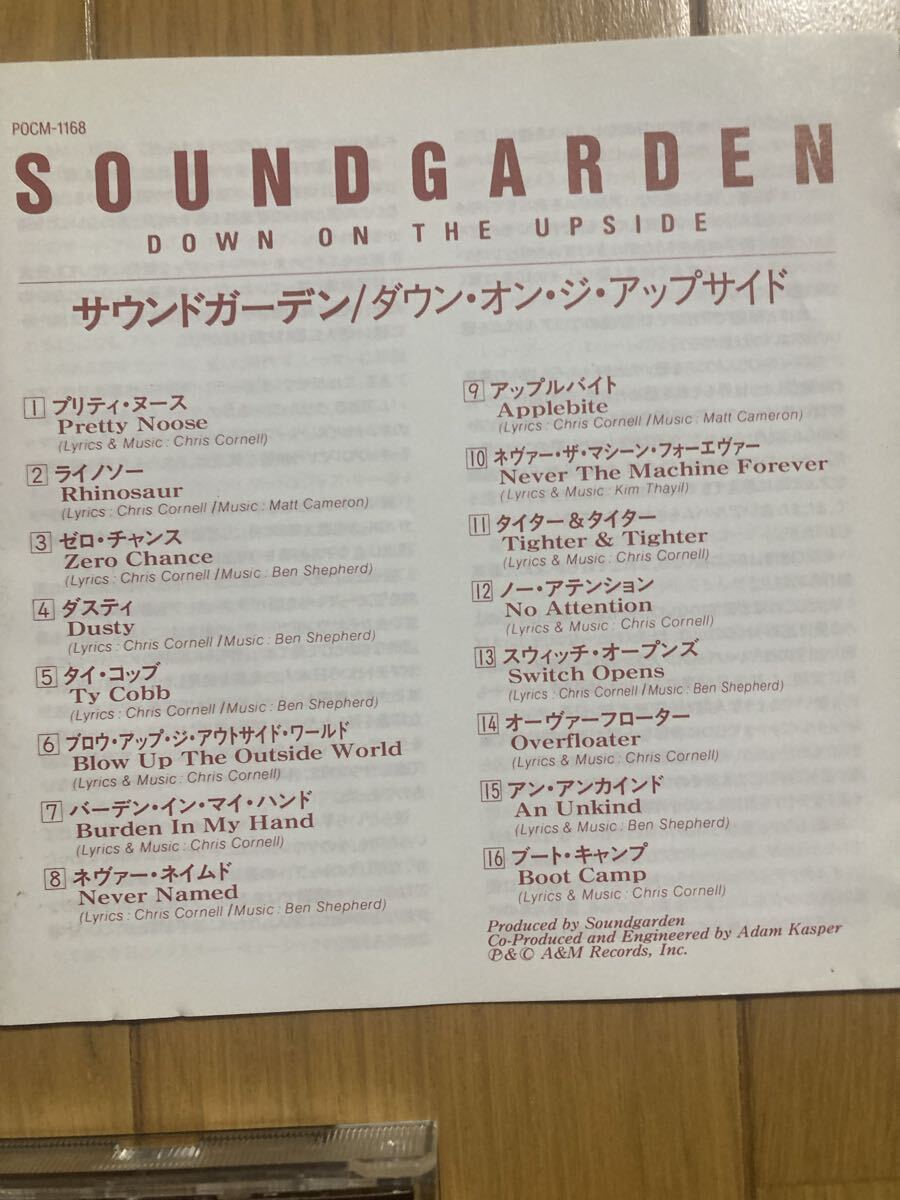 POCM-1168
SOUNDGARDEN
DOWN ON THE UPSIDE
サウンドガーデン/ダウン・オン・ジ・アップサイド
1 プリティ・ヌース
Pretty Noose
(Lyrics & Music : Chris Cornell)
2 ライノソー
Rhinosaur
(Lyrics : Chris Cornell / Music : Matt Cameron)
3 ゼロ・チャンス
Zero Chance
(Lyrics : Chris Cornell / Music : Ben Shepherd)
4 ダスティ
Dusty
(Lyrics : Chris Cornell / Music : Ben Shepherd)
5 タイ・コッブ
Ty Cobb
(Lyrics : Chris Cornell / Music : Ben Shepherd)
6 ブロウ・アップ・ジ・アウトサイド・ワールド
Blow Up The Outside World
(Lyrics & Music : Chris Cornell)
7 バーデン・イン・マイ・ハンド
Burden In My Hand
(Lyrics & Music : Chris Cornell)
8 ネヴァー・ネイムド
Never Named
(Lyrics : Chris Cornell / Music : Ben Shepherd)
9 アップルバイト
Applebite
(Lyrics : Chris Cornell / Music : Matt Cameron)
10 ネヴァー・ザ・マシーン・フォーエヴァー
Never The Machine Forever
(Lyrics & Music : Kim Thayil)
11 タイター&タイター
Tighter & Tighter
(Lyrics & Music : Chris Cornell)
12 ノー・アテンション
No Attention
(Lyrics & Music : Chris Cornell)
13 スウィッチ・オープンズ
Switch Opens
(Lyrics : Chris Cornell / Music : Ben Shepherd)
14 オーヴァーフローター
Overfloater
(Lyrics & Music : Chris Cornell)
15 アン・アンカインド
An Unkind
(Lyrics & Music : Ben Shepherd)
16 ブート・キャンプ
Boot Camp
(Lyrics & Music : Chris Cornell)
Produced by Soundgarden
Co-Produced and Engineered by Adam Kasper
℗&© A&M Records, Inc.